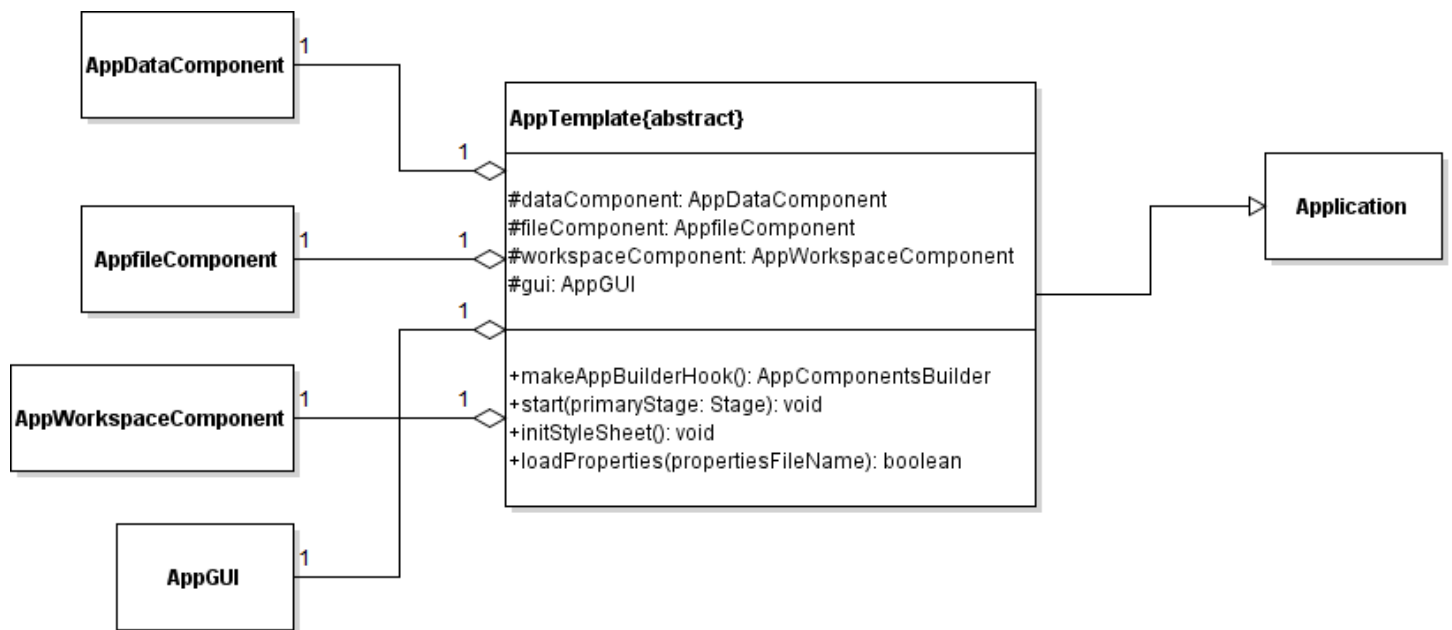 AppDataComponent
1
1
AppfileComponent
1
1
1
AppWorkspaceComponent
1
1
AppGUI
1
AppTemplate{abstract}
#dataComponent: AppDataComponent
#fileComponent: AppfileComponent
#workspaceComponent: AppWorkspaceComponent
#gui: AppGUI
+makeAppBuilderHook(): AppComponentsBuilder
+start(primaryStage: Stage): void
+initStyleSheet(): void
+loadProperties(propertiesFileName): boolean
Application